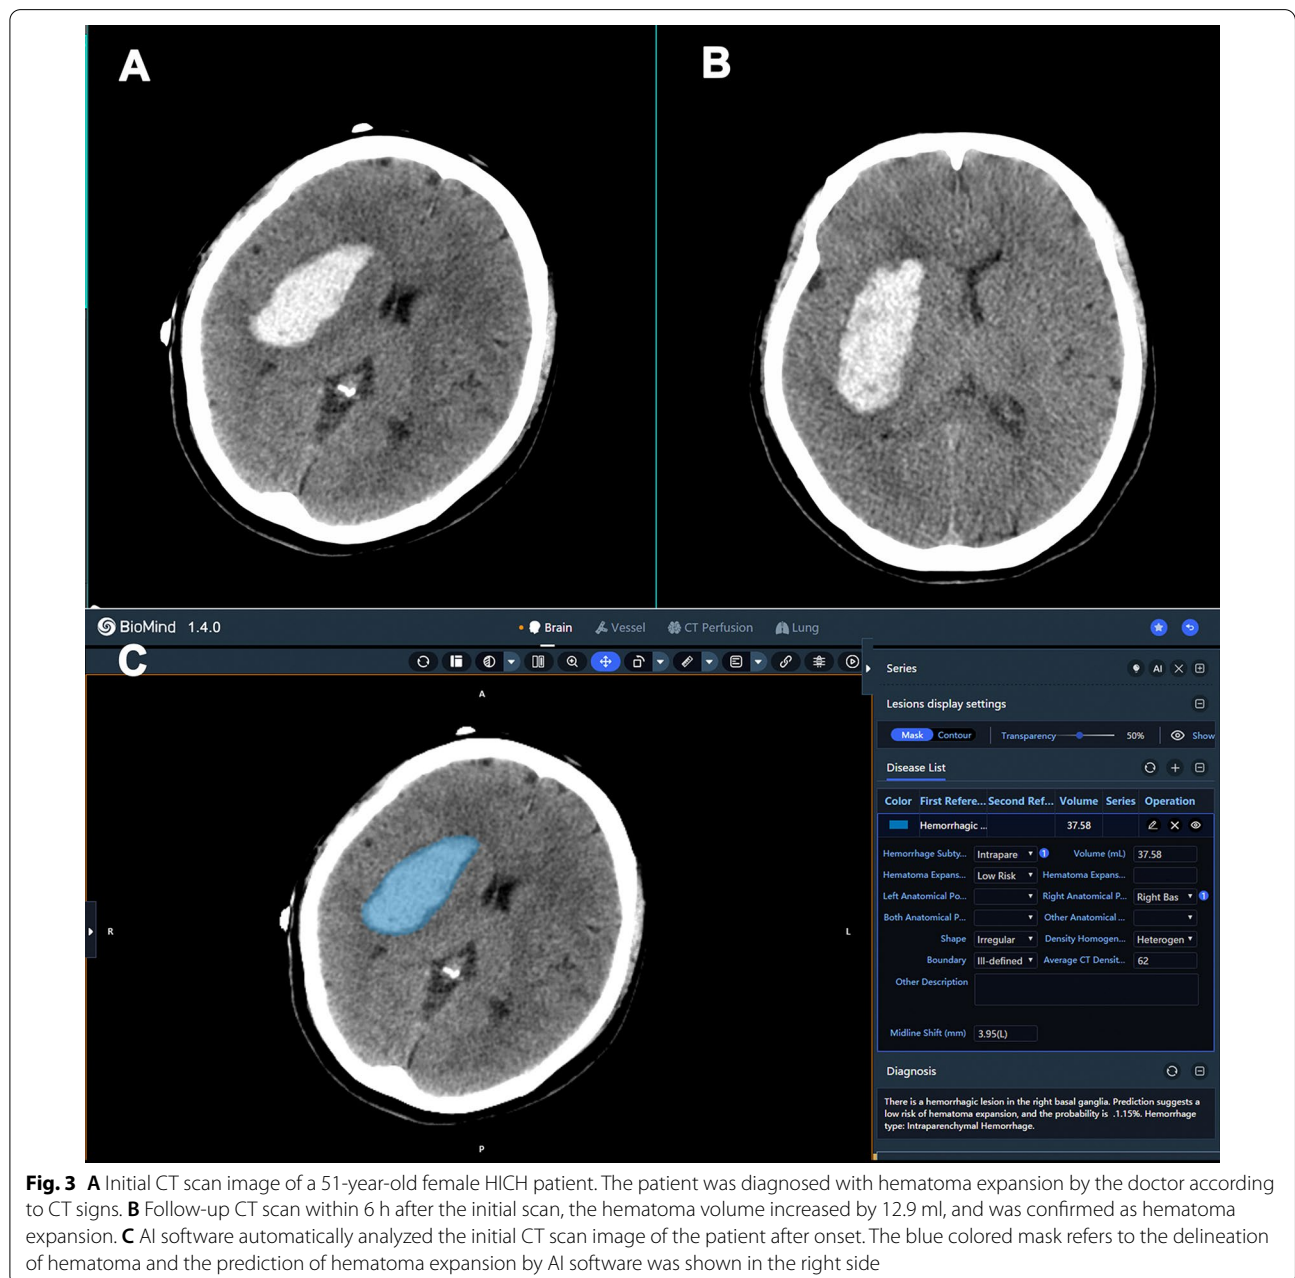 A
B
BioMind 1.4.0
Brain
Vessel
CT Perfusion
Lung
C
A
R
L
P
Series
AI
Lesions display settings
Mask Contour Transparency 50% Show
Disease List
Color First Refere... Second Ref... Volume Series Operation
Hemorrhagic ... 37.58
Hemorrhage Subty... Intrapare 1 Volume (mL) 37.58
Hematoma Expans... Low Risk Hematoma Expans...
Left Anatomical Po... Right Anatomical P... Right Bas 1
Both Anatomical P... Other Anatomical ...
Shape Irregular Density Homogen... Heterogen
Boundary Ill-defined Average CT Densit... 62
Other Description
Midline Shift (mm) 3.95(L)
Diagnosis
There is a hemorrhagic lesion in the right basal ganglia. Prediction suggests a
low risk of hematoma expansion, and the probability is .1.15%. Hemorrhage
type: Intraparenchymal Hemorrhage.
Fig. 3 A Initial CT scan image of a 51-year-old female HICH patient. The patient was diagnosed with hematoma expansion by the doctor according
to CT signs. B Follow-up CT scan within 6 h after the initial scan, the hematoma volume increased by 12.9 ml, and was confirmed as hematoma
expansion. C AI software automatically analyzed the initial CT scan image of the patient after onset. The blue colored mask refers to the delineation
of hematoma and the prediction of hematoma expansion by AI software was shown in the right side